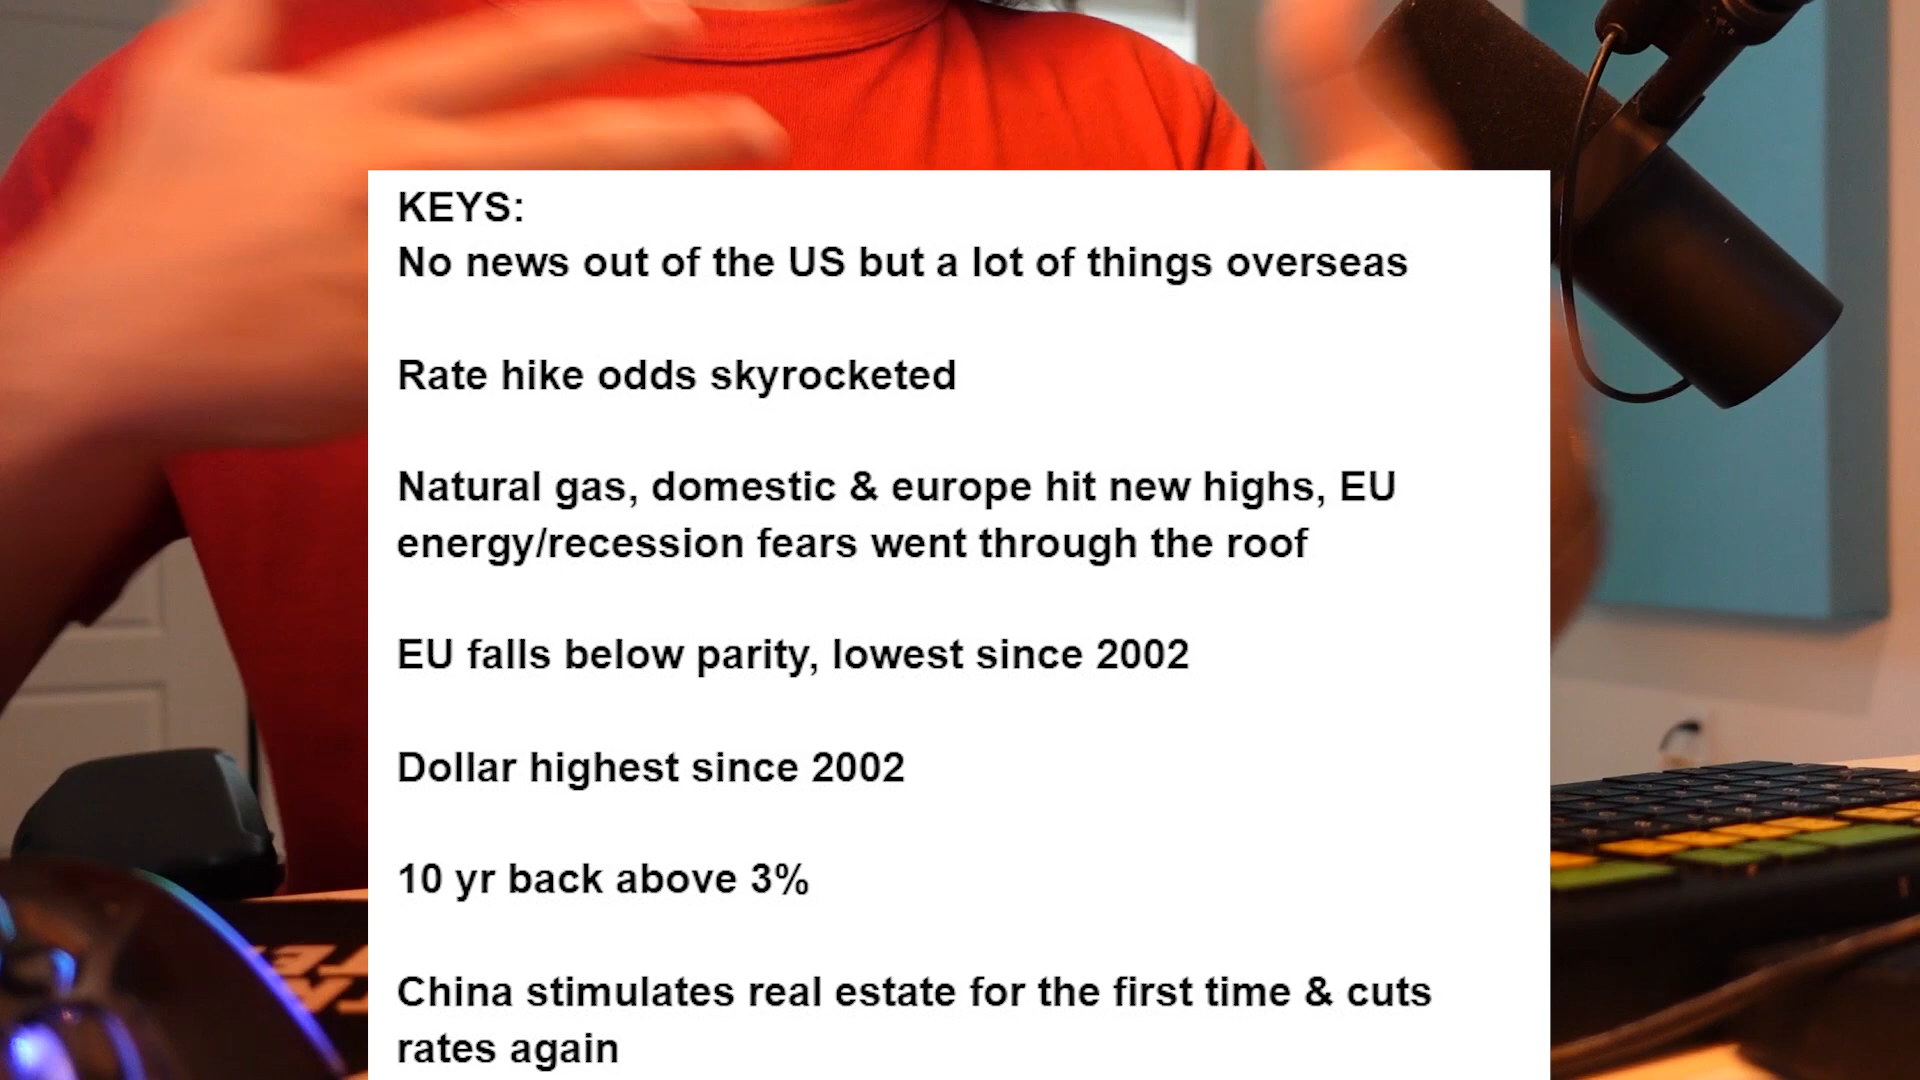 KEYS:
No news out of the US but a lot of things overseas
Rate hike odds skyrocketed
Natural gas, domestic & europe hit new highs, EU
energy/recession fears went through the roof
EU falls below parity, lowest since 2002
Dollar highest since 2002
10 yr back above 3%
China stimulates real estate for the first time & cuts
rates again